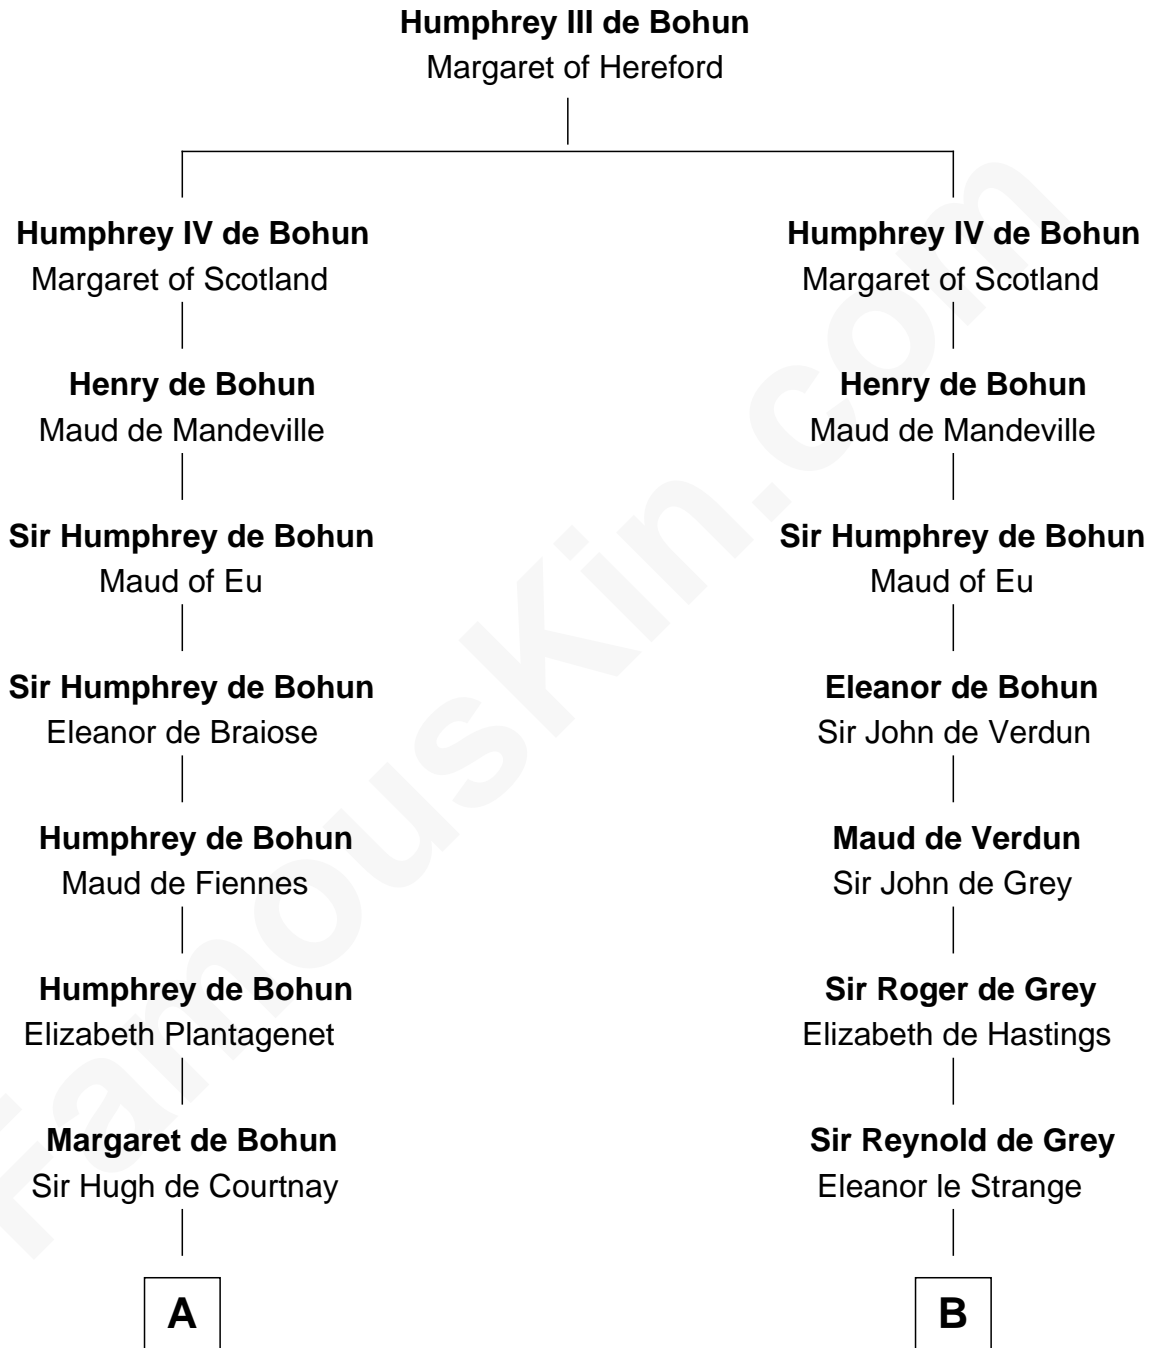 Humphrey III de Bohun
Margaret of Hereford
Humphrey IV de Bohun
Margaret of Scotland
Humphrey IV de Bohun
Margaret of Scotland
Henry de Bohun
Maud de Mandeville
Henry de Bohun
Maud de Mandeville
Sir Humphrey de Bohun
Maud of Eu
Sir Humphrey de Bohun
Maud of Eu
Sir Humphrey de Bohun
Eleanor de Braiose
Eleanor de Bohun
Sir John de Verdun
Humphrey de Bohun
Maud de Fiennes
Maud de Verdun
Sir John de Grey
Humphrey de Bohun
Elizabeth Plantagenet
Sir Roger de Grey
Elizabeth de Hastings
Margaret de Bohun
Sir Hugh de Courtnay
Sir Reynold de Grey
Eleanor le Strange
A
B
FamousKin.com